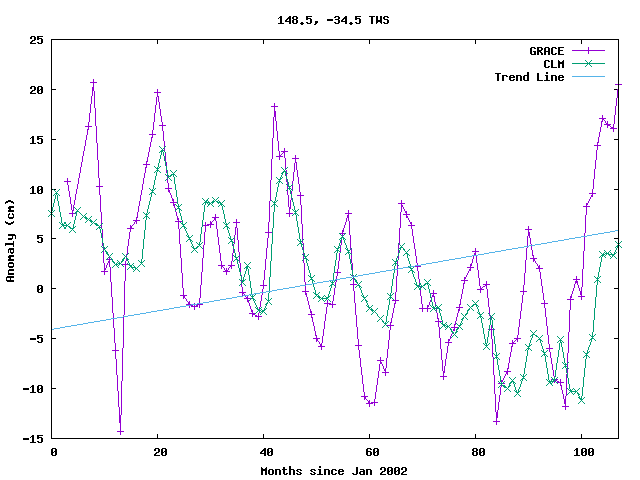 148.5, -34.5 TWS
GRACE
CLM
Trend Line
25
20
15
10
5
0
-5
-10
-15
Anomaly (cm)
0 20 40 60 80 100
Months since Jan 2002